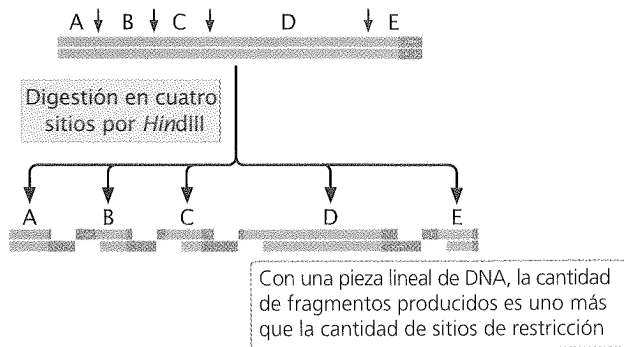 A B C D E
Digestión en cuatro
sitios por HindIII
A B C D E
Con una pieza lineal de DNA, la cantidad
de fragmentos producidos es uno más
que la cantidad de sitios de restricción